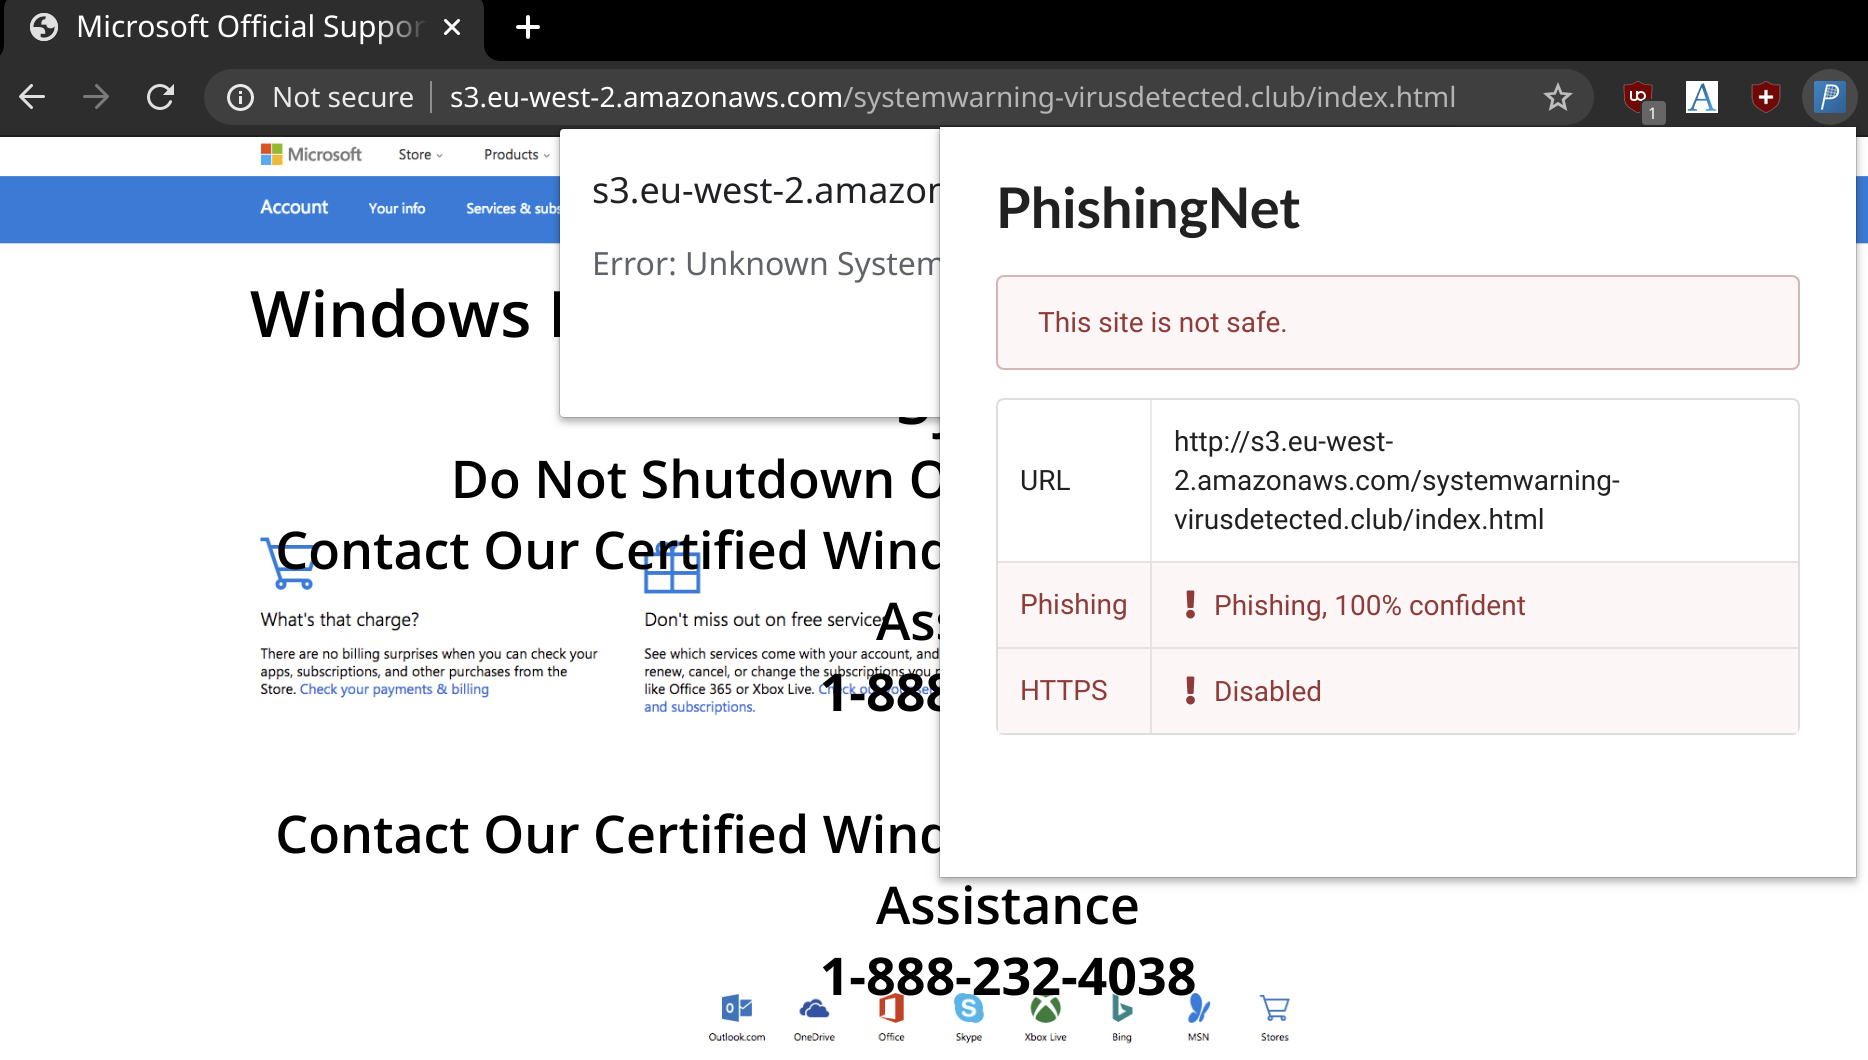 Microsoft Official Suppor
Not secure
s3.eu-west-2.amazonaws.com/systemwarning-virusdetected.club/index.html
1
Microsoft
Store
Products
Account
Your info
Services & subs
s3.eu-west-2.amazon
Error: Unknown System
Windows
Do Not Shutdown O
Contact Our Certified Wind
Ass
1-888
What's that charge?
There are no billing surprises when you can check your
apps, subscriptions, and other purchases from the
Store. Check your payments & billing
Don't miss out on free service
See which services come with your account, and
renew, cancel, or change the subscriptions you
like Office 365 or Xbox Live.
and subscriptions.
Contact Our Certified Wind
Assistance
1-888-232-4038
Outlook.com
OneDrive
Office
Skype
Xbox Live
Bing
MSN
Stores
PhishingNet
This site is not safe.
URL
http://s3.eu-west-
2.amazonaws.com/systemwarning-
virusdetected.club/index.html
Phishing
Phishing, 100% confident
HTTPS
Disabled